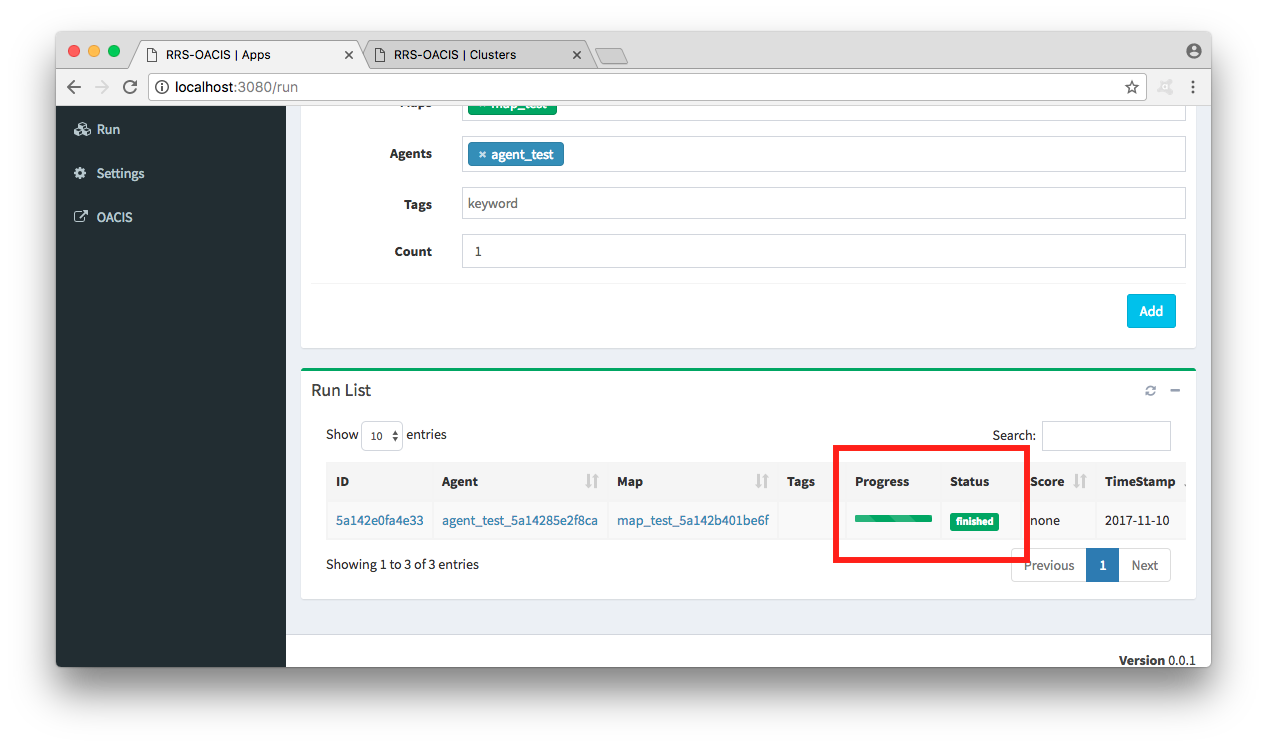 RRS-OACIS | Apps
RRS-OACIS | Clusters
localhost:3080/run
Run
Settings
OACIS
Maps
× map_test
Agents
× agent_test
Tags
keyword
Count
1
Add
Run List
Show 10 entries
Search:
ID Agent Map Tags Progress Status Score TimeStamp
5a142e0fa4e33 agent_test_5a14285e2f8ca map_test_5a142b401be6f finished none 2017-11-10
Showing 1 to 3 of 3 entries
Previous 1 Next
Version 0.0.1